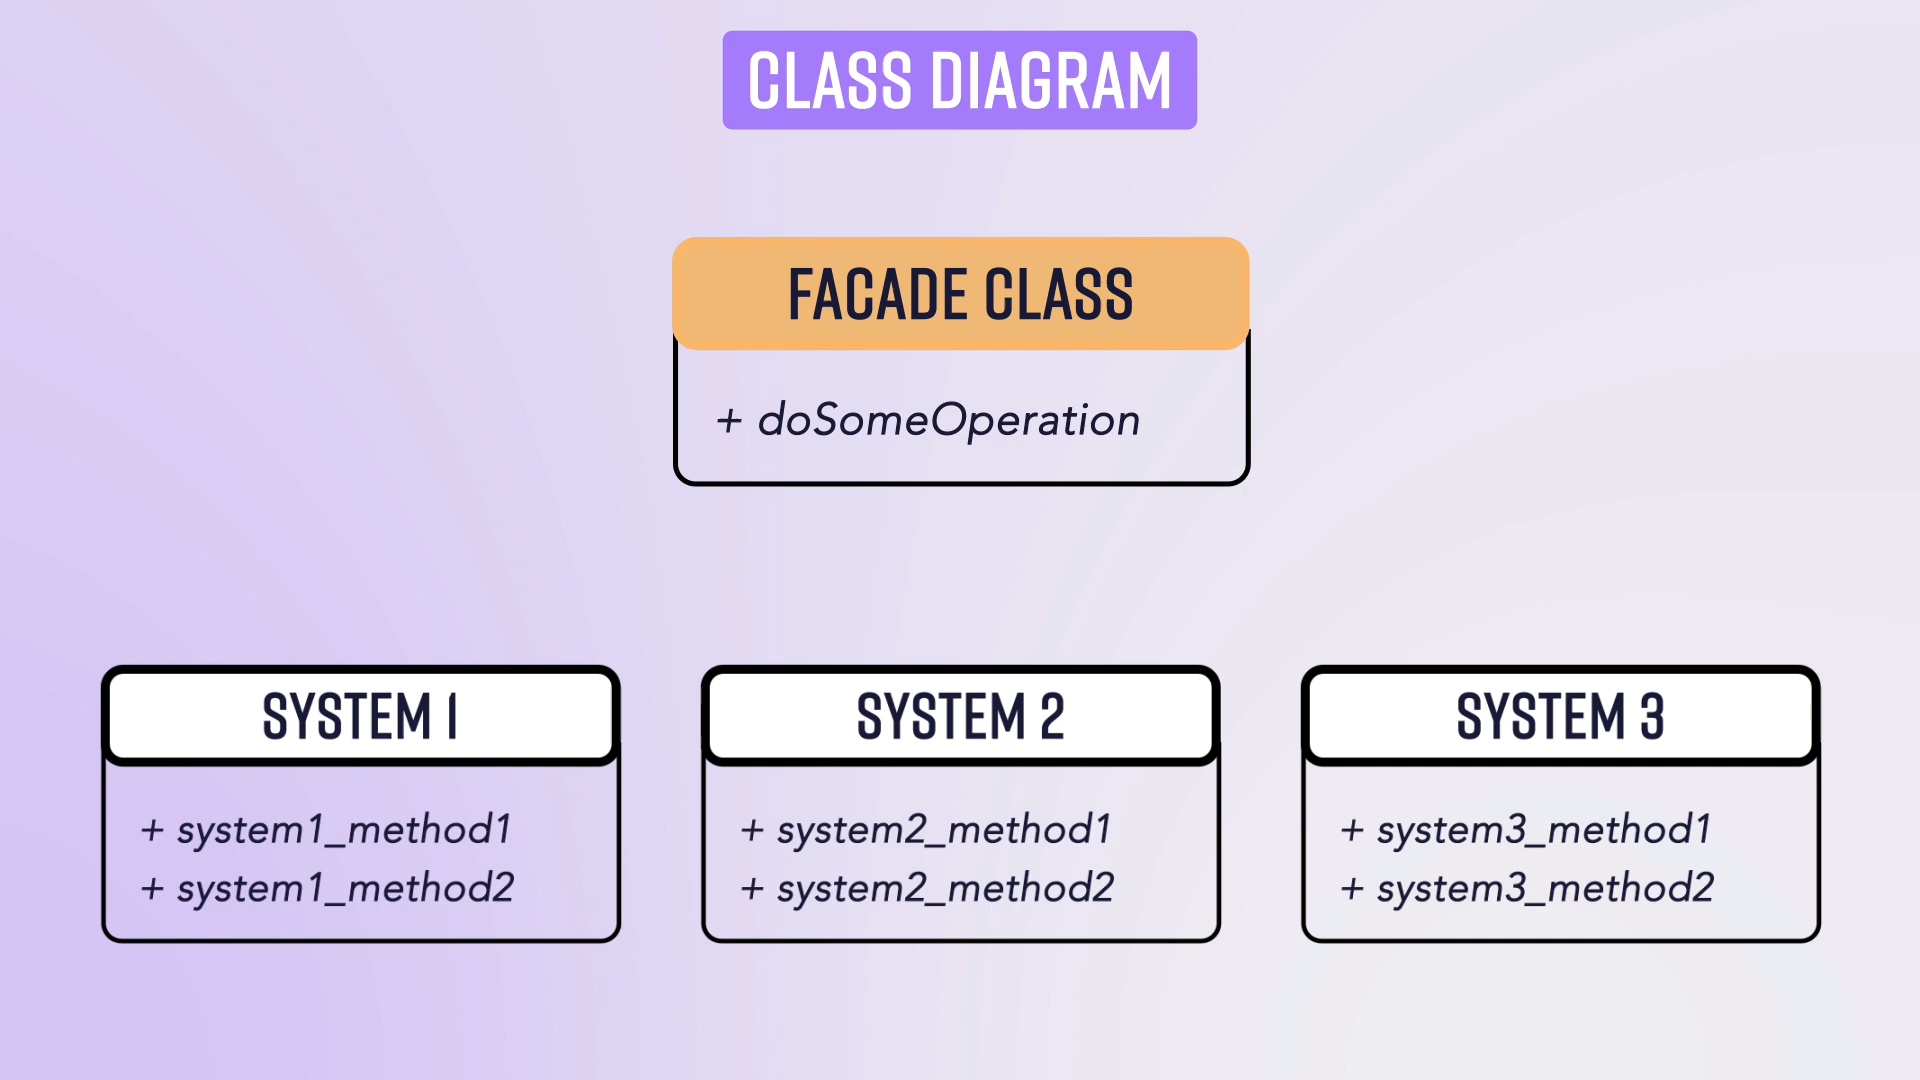 CLASS DIAGRAM
FACADE CLASS
+ doSomeOperation
SYSTEM 1
+ system1_method1
+ system1_method2
SYSTEM 2
+ system2_method1
+ system2_method2
SYSTEM 3
+ system3_method1
+ system3_method2